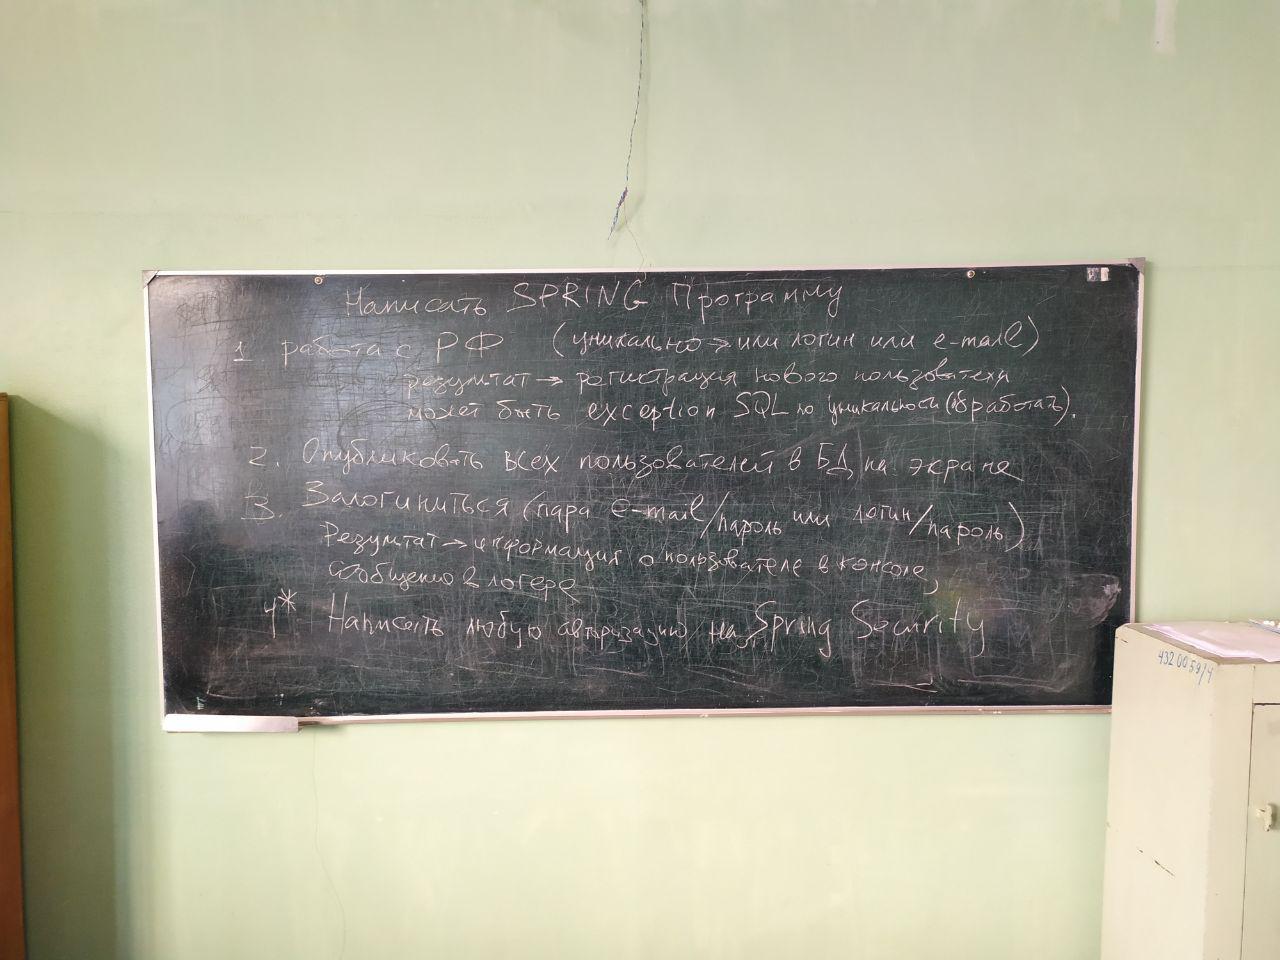 Написать SPRING Программу
1 работа с РФ (уникально → или логин или e-mail)
результат → регистрация нового пользователя
может быть exception SQL по уникальности (обработать).
2. Опубликовать всех пользователей в БД на экране
3. Залогиниться (пара e-mail/пароль или логин/пароль)
Результат → информация о пользователе в консоле,
сообщение в логере
4* Написать любую авторизацию на Spring Security
432 00 59/4